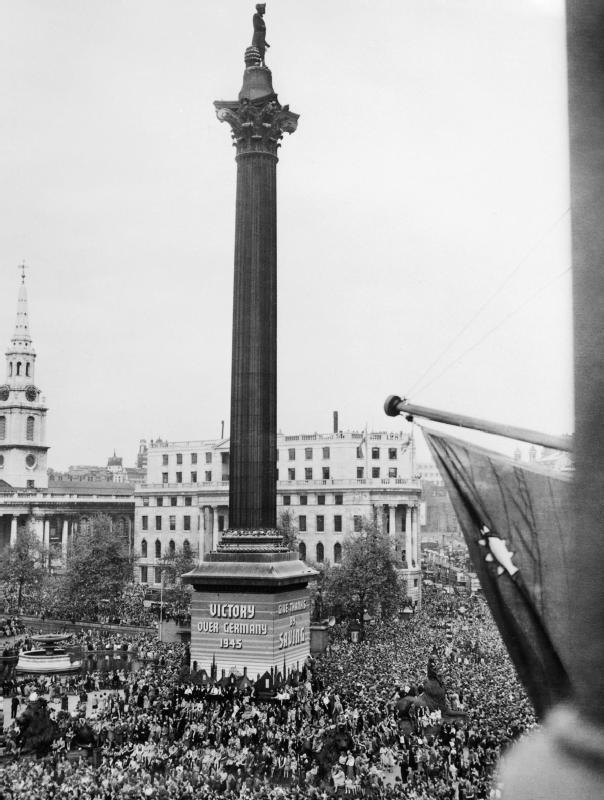 VICTORY
OVER GERMANY
1945
GIVE THANKS
BY
SAVING